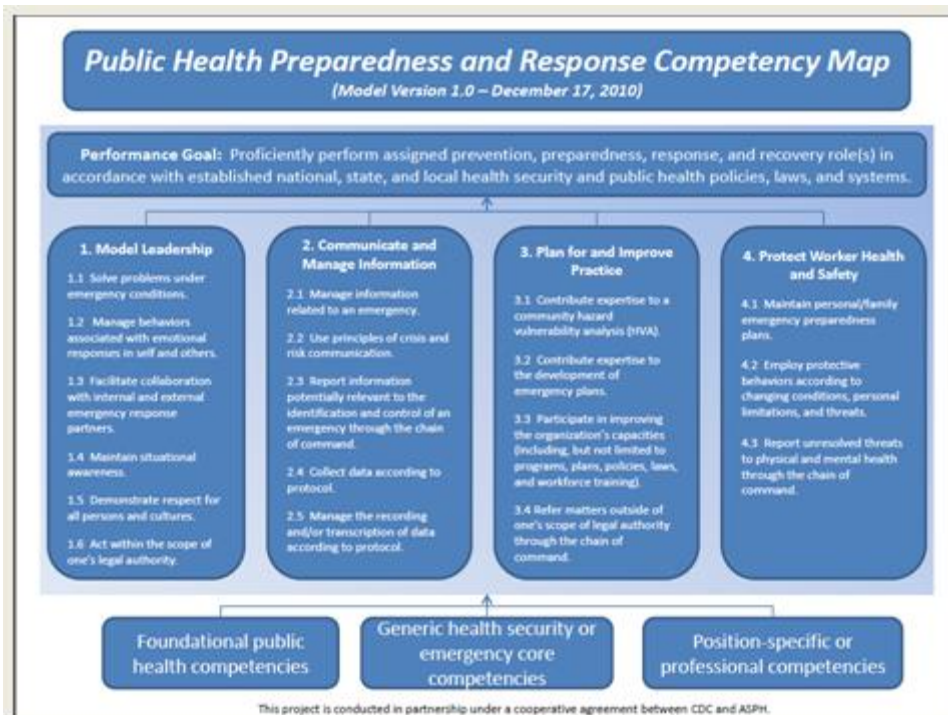 Public Health Preparedness and Response Competency Map
(Model Version 1.0 – December 17, 2010)
Performance Goal: Proficiently perform assigned prevention, preparedness, response, and recovery role(s) in
accordance with established national, state, and local health security and public health policies, laws, and systems.
1. Model Leadership
1.1 Solve problems under
emergency conditions.
1.2 Manage behaviors
associated with emotional
responses in self and others.
1.3 Facilitate collaboration
with internal and external
emergency response
partners.
1.4 Maintain situational
awareness.
1.5 Demonstrate respect for
all persons and cultures.
1.6 Act within the scope of
one's legal authority.
2. Communicate and
Manage Information
2.1 Manage information
related to an emergency.
2.2 Use principles of crisis and
risk communication.
2.3 Report information
potentially relevant to the
identification and control of an
emergency through the chain
of command.
2.4 Collect data according to
protocol.
2.5 Manage the recording
and/or transcription of data
according to protocol.
3. Plan for and Improve
Practice
3.1 Contribute expertise to a
community hazard
vulnerability analysis (HVA).
3.2 Contribute expertise to
the development of
emergency plans.
3.3 Participate in improving
the organization's capacities
(including, but not limited to
programs, plans, policies, laws,
and workforce training).
3.4 Refer matters outside of
one's scope of legal authority
through the chain of
command.
4. Protect Worker Health
and Safety
4.1 Maintain personal/family
emergency preparedness
plans.
4.2 Employ protective
behaviors according to
changing conditions, personal
limitations, and threats.
4.3 Report unresolved threats
to physical and mental health
through the chain of
command.
Foundational public
health competencies
Generic health security or
emergency core
competencies
Position-specific or
professional competencies
This project is conducted in partnership under a cooperative agreement between CDC and ASPH.